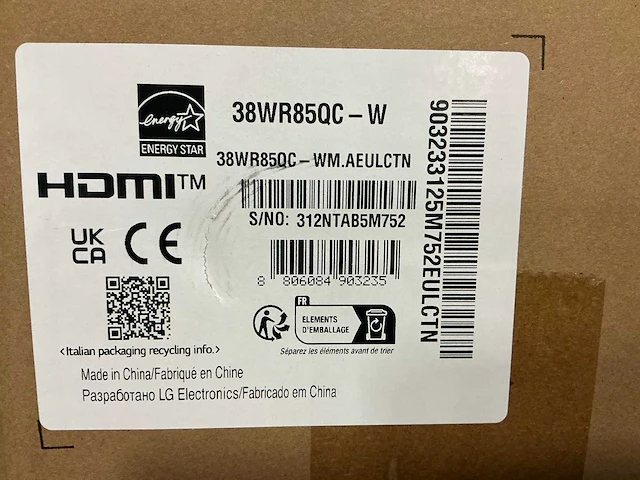 energy
ENERGY STAR
38WR85QC-W
38WR85QC-WM.AEULCTN
HDMI™
S/NO: 312NTAB5M752
UK
CA
CE
8 806084 903235
FR
ELEMENTS
D'EMBALLAGE
Séparez les éléments avant de trier
<Italian packaging recycling info.>
Made in China/Fabriqué en Chine
Разработано LG Electronics/Fabricado em China
903233125M752EULCTN